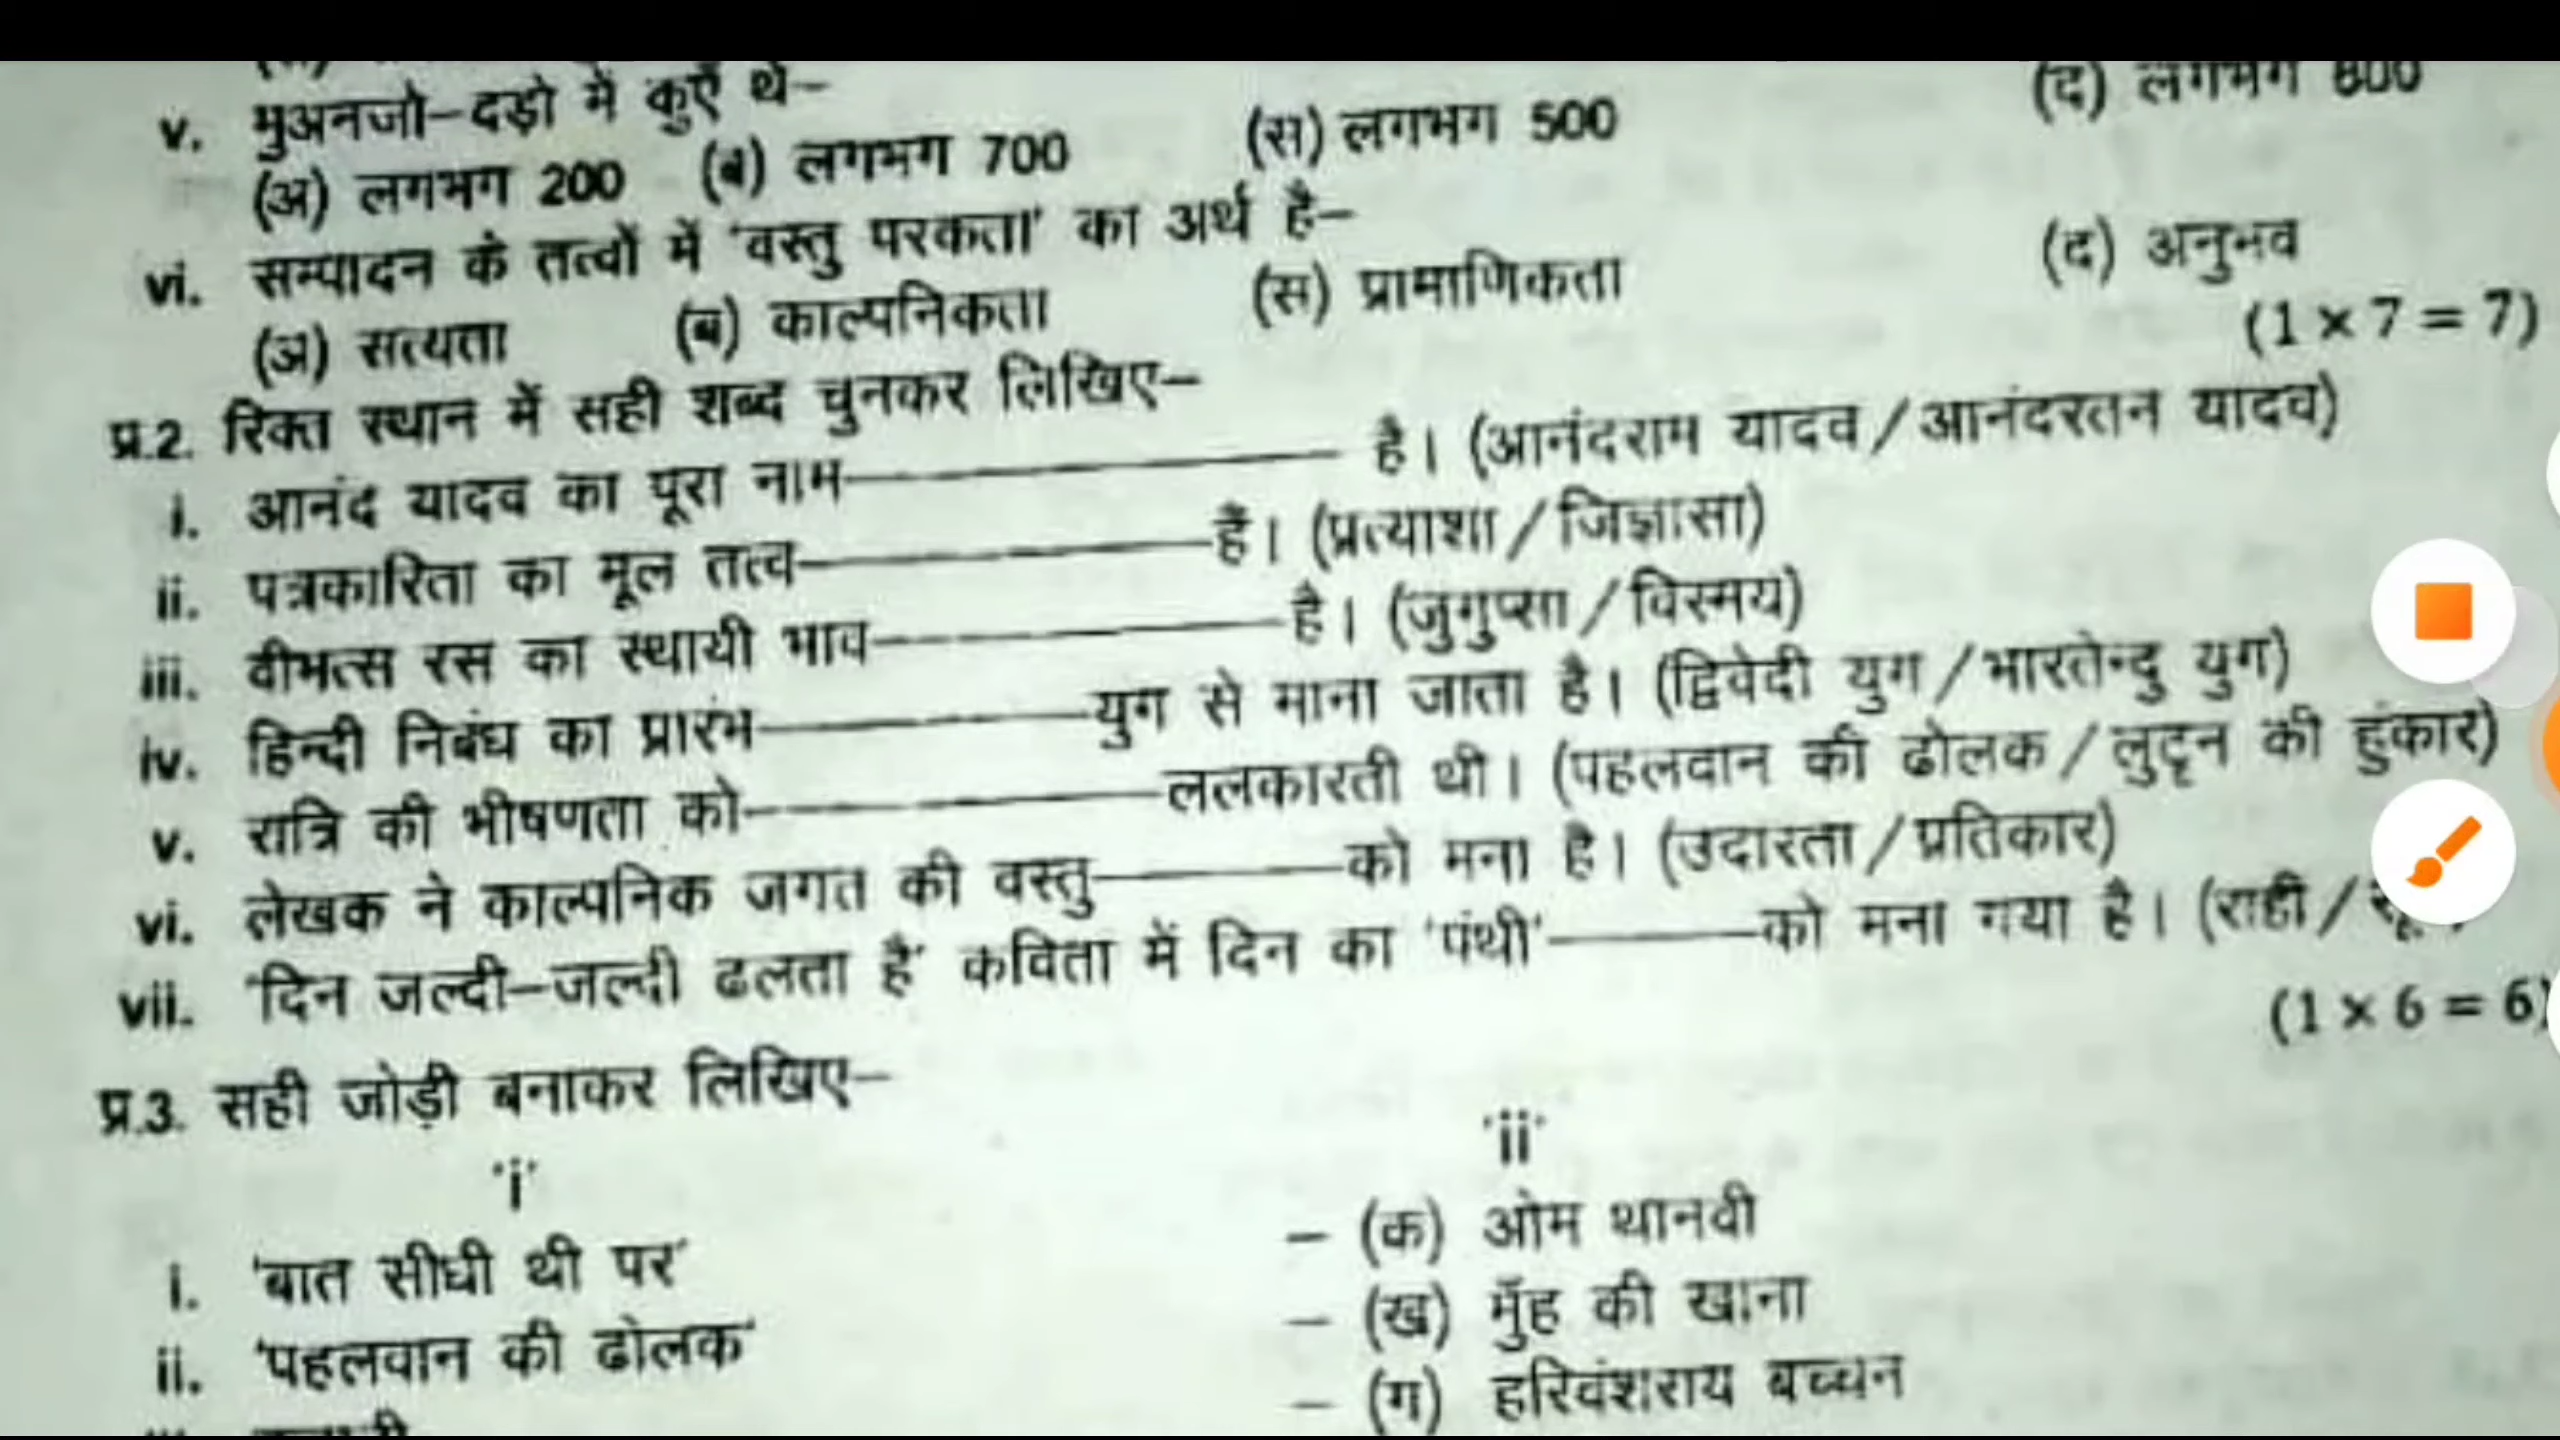 v. मुअनजो-दड़ो में कुएँ थे-
(अ) लगभग 200 (ब) लगभग 700 (स) लगभग 500 (द) लगभग 800
vi. सम्पादन के तत्वों में 'वस्तु परकता' का अर्थ है-
(अ) सत्यता (ब) काल्पनिकता (स) प्रामाणिकता (द) अनुभव
प्र.2. रिक्त स्थान में सही शब्द चुनकर लिखिए- (1 × 7 = 7)
i. आनंद यादव का पूरा नाम———है। (आनंदराम यादव/आनंदरतन यादव)
ii. पत्रकारिता का मूल तत्व———है। (प्रत्याशा/जिज्ञासा)
iii. वीभत्स रस का स्थायी भाव———है। (जुगुप्सा/विस्मय)
iv. हिन्दी निबंध का प्रारंभ———युग से माना जाता है। (द्विवेदी युग/भारतेन्दु युग)
v. रात्रि की भीषणता को———ललकारती थी। (पहलवान की ढोलक/लुट्टन की हुंकार)
vi. लेखक ने काल्पनिक जगत की वस्तु———को मना है। (उदारता/प्रतिकार)
vii. 'दिन जल्दी-जल्दी ढलता है' कविता में दिन का 'पंथी'———को मना गया है। (राही/
प्र.3. सही जोड़ी बनाकर लिखिए- (1 × 6 = 6)
'i' 'ii'
i. 'बात सीधी थी पर' - (क) ओम थानवी
ii. 'पहलवान की ढोलक' - (ख) मुँह की खाना
- (ग) हरिवंशराय बच्चन